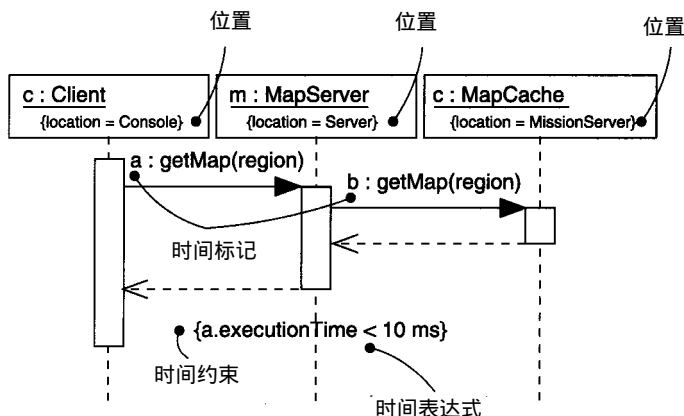 位置
位置
位置
c : Client
{location = Console}
m : MapServer
{location = Server}
c : MapCache
{location = MissionServer}
a : getMap(region)
b : getMap(region)
时间标记
{a.executionTime < 10 ms}
时间约束
时间表达式